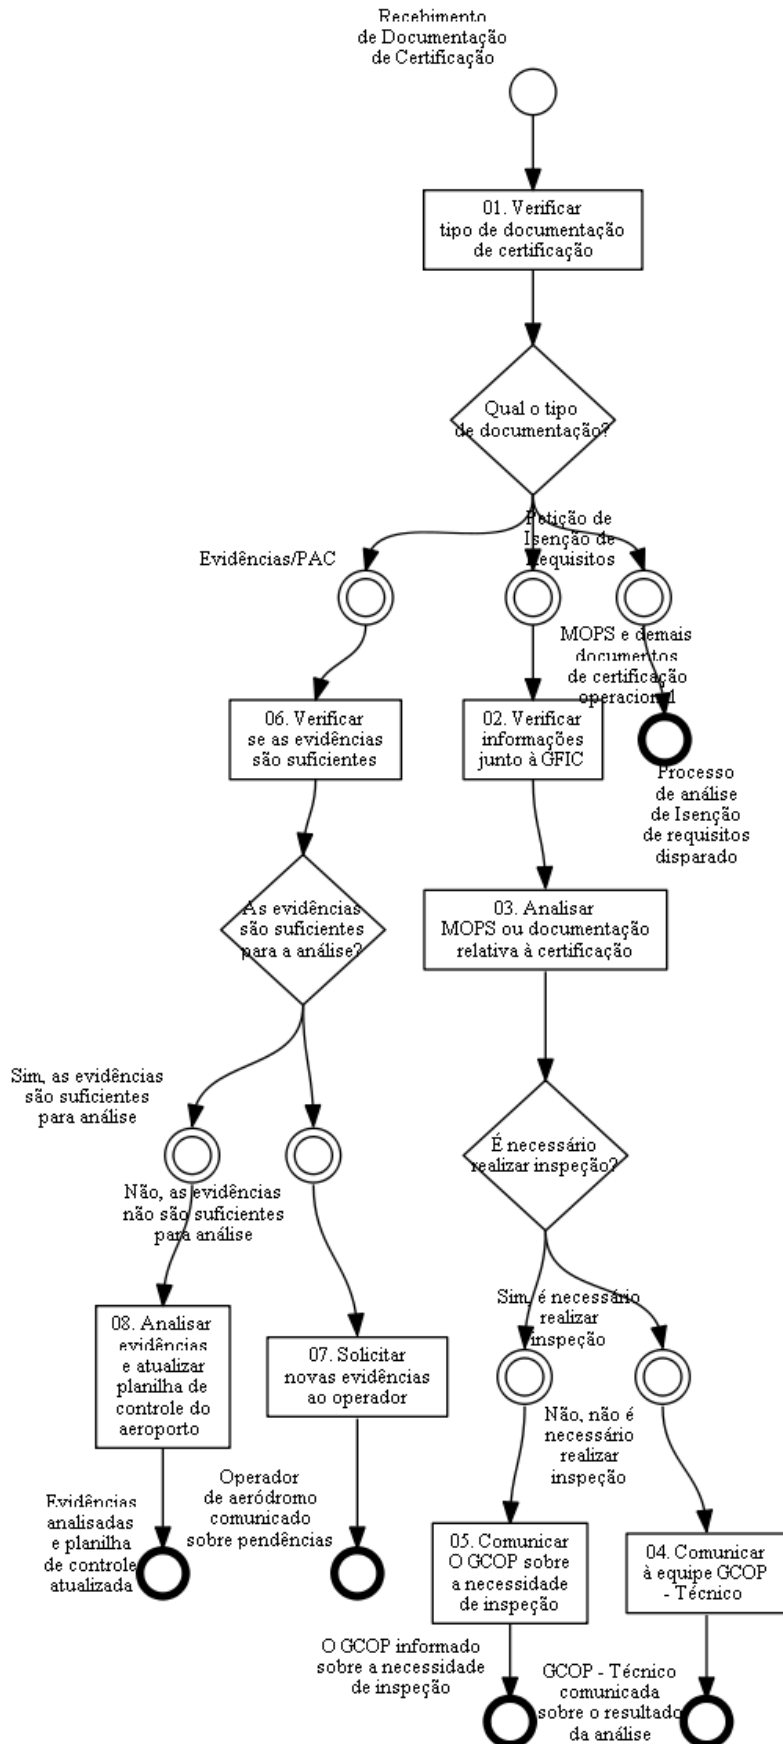 Recebimento
de Documentação
de Certificação
01. Verificar
tipo de documentação
de certificação
Qual o tipo
de documentação?
Evidências/PAC
Petição de
Isenção de
Requisitos
MOPS e demais
documentos
de certificação
operacional
06. Verificar
se as evidências
são suficientes
02. Verificar
informações
junto à GFIC
Processo
de análise
de Isenção
de requisitos
disparado
As evidências
são suficientes
para a análise?
03. Analisar
MOPS ou documentação
relativa à certificação
Sim, as evidências
são suficientes
para análise
É necessário
realizar inspeção?
Não, as evidências
não são suficientes
para análise
08. Analisar
evidências
e atualizar
planilha de
controle do
aeroporto
07. Solicitar
novas evidências
ao operador
Sim, é necessário
realizar
inspeção
Não, não é
necessário
realizar
inspeção
Evidências
analisadas
e planilha
de controle
atualizada
Operador
de aeródromo
comunicado
sobre pendências
05. Comunicar
O GCOP sobre
a necessidade
de inspeção
04. Comunicar
à equipe GCOP
- Técnico
O GCOP informado
sobre a necessidade
de inspeção
GCOP - Técnico
comunicada
sobre o resultado
da análise